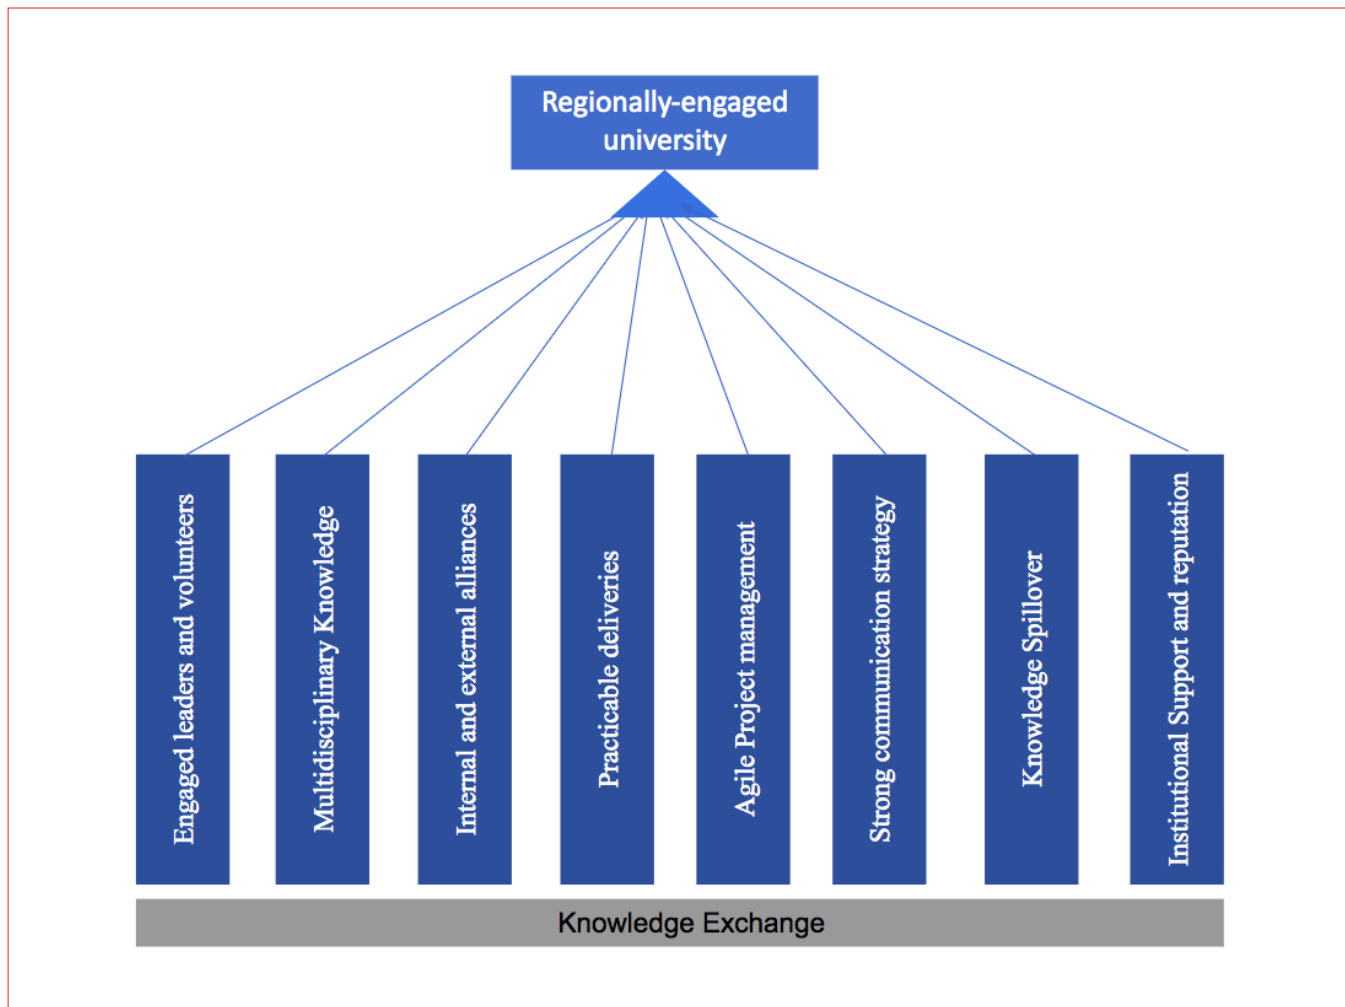 Regionally-engaged
university
Engaged leaders and volunteers
Multidisciplinary Knowledge
Internal and external alliances
Practicable deliveries
Agile Project management
Strong communication strategy
Knowledge Spillover
Institutional Support and reputation
Knowledge Exchange